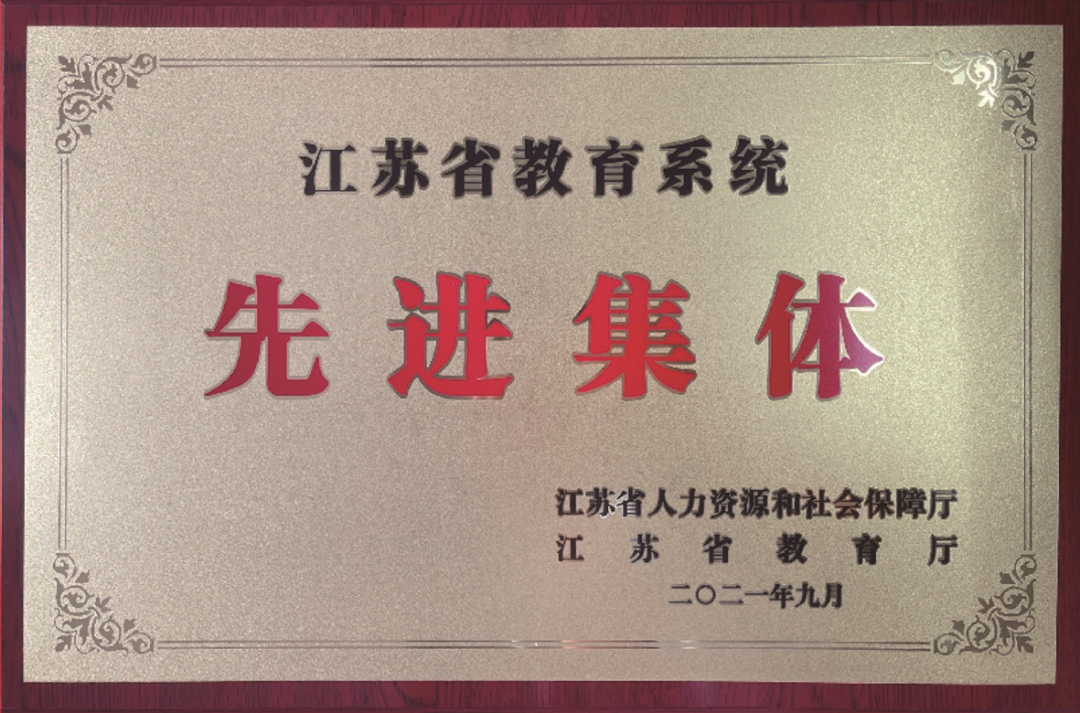 江苏省教育系统
先进集体
江苏省人力资源和社会保障厅
江苏省教育厅
二〇二一年九月